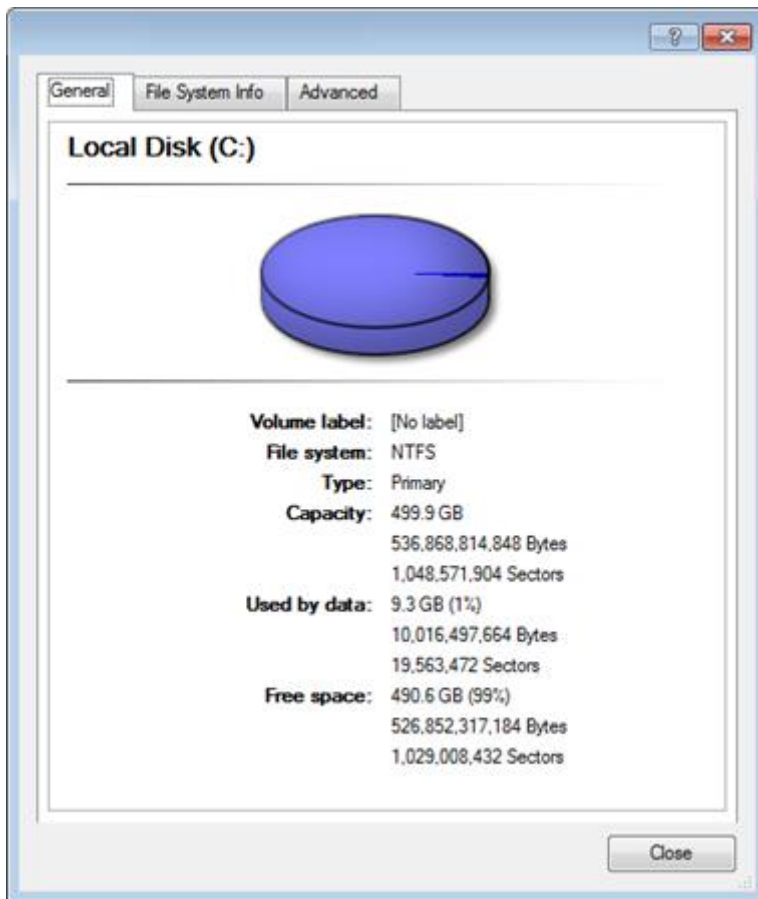 General File System Info Advanced
Local Disk (C:)
Volume label: [No label]
File system: NTFS
Type: Primary
Capacity: 499.9 GB
536,868,814,848 Bytes
1,048,571,904 Sectors
Used by data: 9.3 GB (1%)
10,016,497,664 Bytes
19,563,472 Sectors
Free space: 490.6 GB (99%)
526,852,317,184 Bytes
1,029,008,432 Sectors
Close